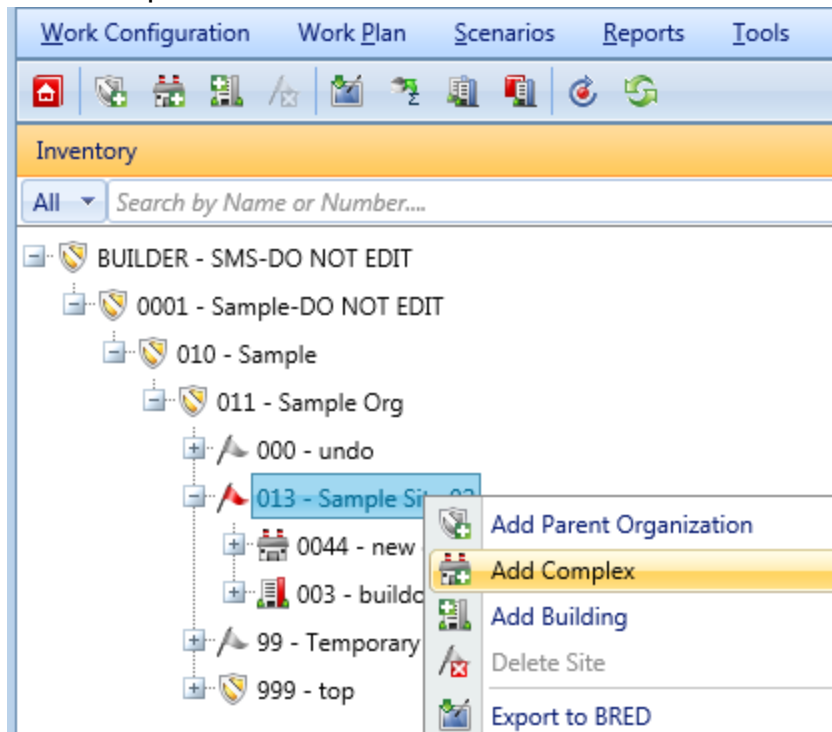 Work Configuration Work Plan Scenarios Reports Tools
Inventory
All Search by Name or Number....
BUILDER - SMS-DO NOT EDIT
0001 - Sample-DO NOT EDIT
010 - Sample
011 - Sample Org
000 - undo
013 - Sample
Add Parent Organization
0044 - new
Add Complex
003 -
Add Building
99 - Temporary
Delete Site
999 - top
Export to BRED